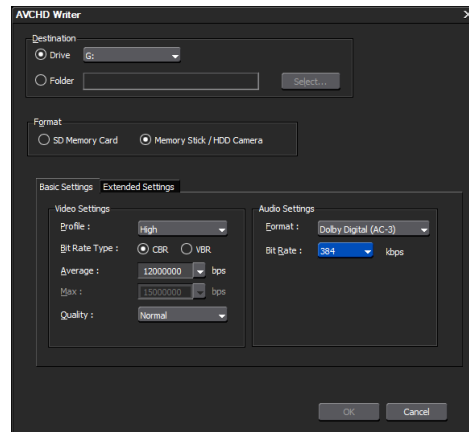 AVCHD Writer
Destination
Drive G:
Folder Select...
Format
SD Memory Card Memory Stick / HDD Camera
Basic Settings Extended Settings
Video Settings
Profile : High
Bit Rate Type : CBR VBR
Average : 12000000 bps
Max : 15000000 bps
Quality : Normal
Audio Settings
Format : Dolby Digital (AC-3)
Bit Rate : 384 kbps
OK Cancel